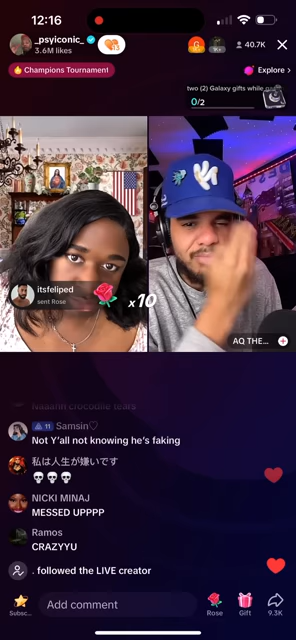 12:16
_psyiconic_
3.6M likes
40.7K
Champions Tournament
Explore >
two (2) Galaxy gifts while
0/2
itsfeliped
sent Rose
x10
AQ THE...
Naaahh crocodile tears
11 Samsin♡
Not Y'all not knowing he's faking
私は人生が嫌いです
💀💀💀
NICKI MINAJ
MESSED UPPPP
Ramos
CRAZYYU
. followed the LIVE creator
Subsc...
Add comment
Rose
Gift
9.3K